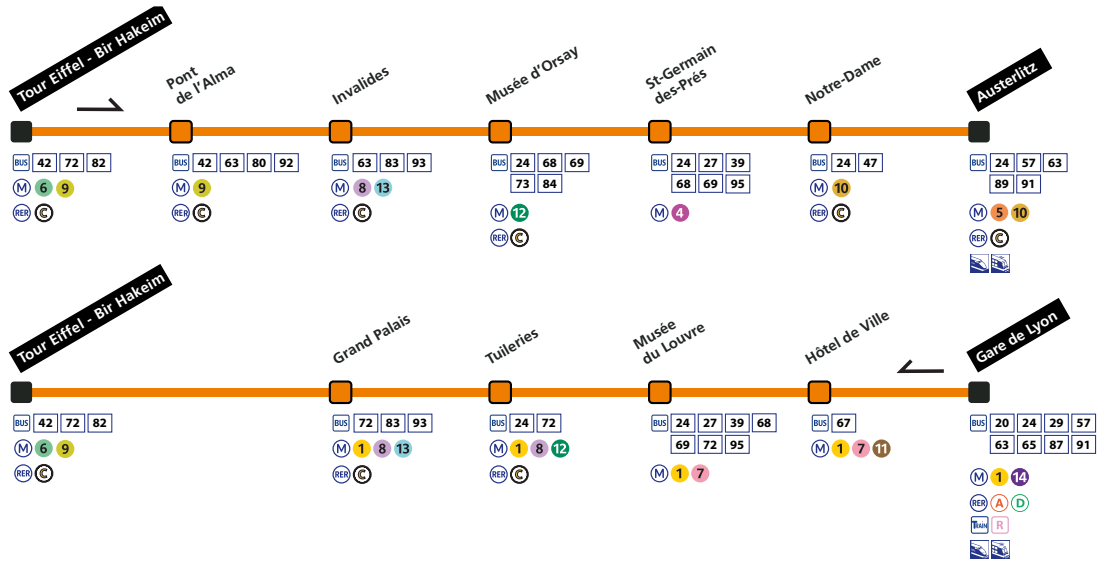 Tour Eiffel - Bir Hakeim
Pont
de l'Alma
Invalides
Musée d'Orsay
St-Germain
des-Prés
Notre-Dame
Austerlitz
BUS 42 72 82
M 6 9
RER C
BUS 42 63 80 92
M 9
RER C
BUS 63 83 93
M 8 13
RER C
BUS 24 68 69
73 84
M 12
RER C
BUS 24 27 39
68 69 95
M 4
BUS 24 47
M 10
RER C
BUS 24 57 63
89 91
M 5 10
RER C
Tour Eiffel - Bir Hakeim
Grand Palais
Tuileries
Musée
du Louvre
Hôtel de Ville
Gare de Lyon
BUS 42 72 82
M 6 9
RER C
BUS 72 83 93
M 1 8 13
RER C
BUS 24 72
M 1 8 12
RER C
BUS 24 27 39 68
69 72 95
M 1 7
BUS 67
M 1 7 11
BUS 20 24 29 57
63 65 87 91
M 1 14
RER A D
TRAIN R